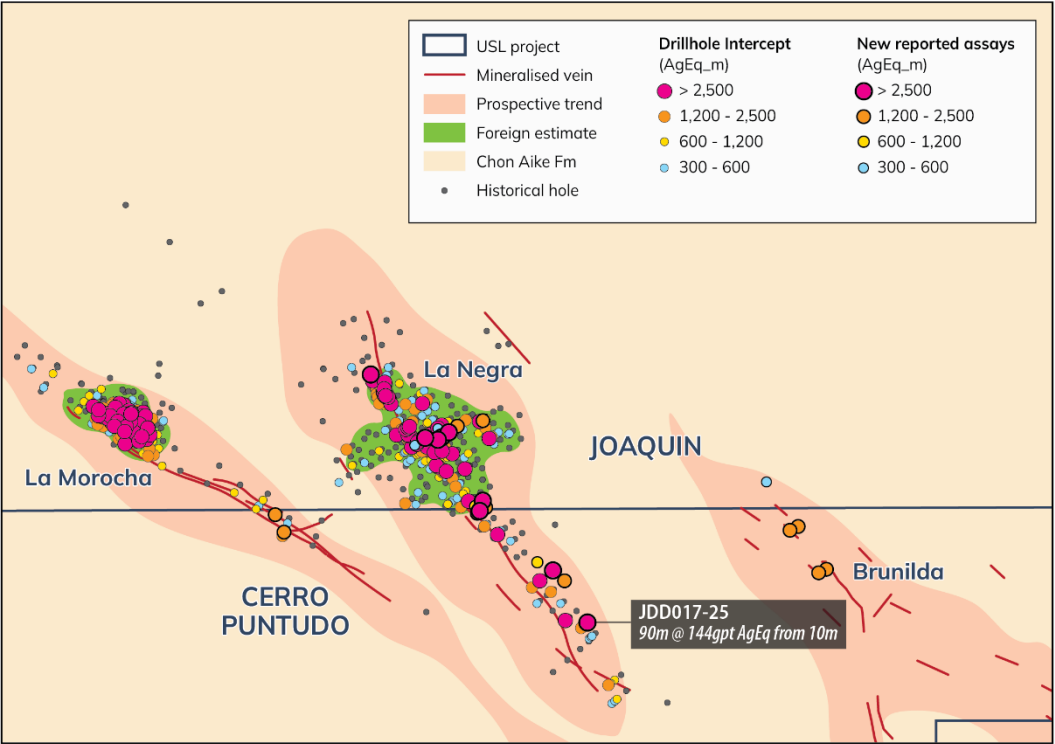 USL project
Mineralised vein
Prospective trend
Foreign estimate
Chon Aike Fm
Historical hole
Drillhole Intercept
(AgEq_m)
> 2,500
1,200 - 2,500
600 - 1,200
300 - 600
New reported assays
(AgEq_m)
> 2,500
1,200 - 2,500
600 - 1,200
300 - 600
La Negra
JOAQUIN
La Morocha
Brunilda
CERRO
PUNTUDO
JDD017-25
90m @ 144gpt AgEq from 10m